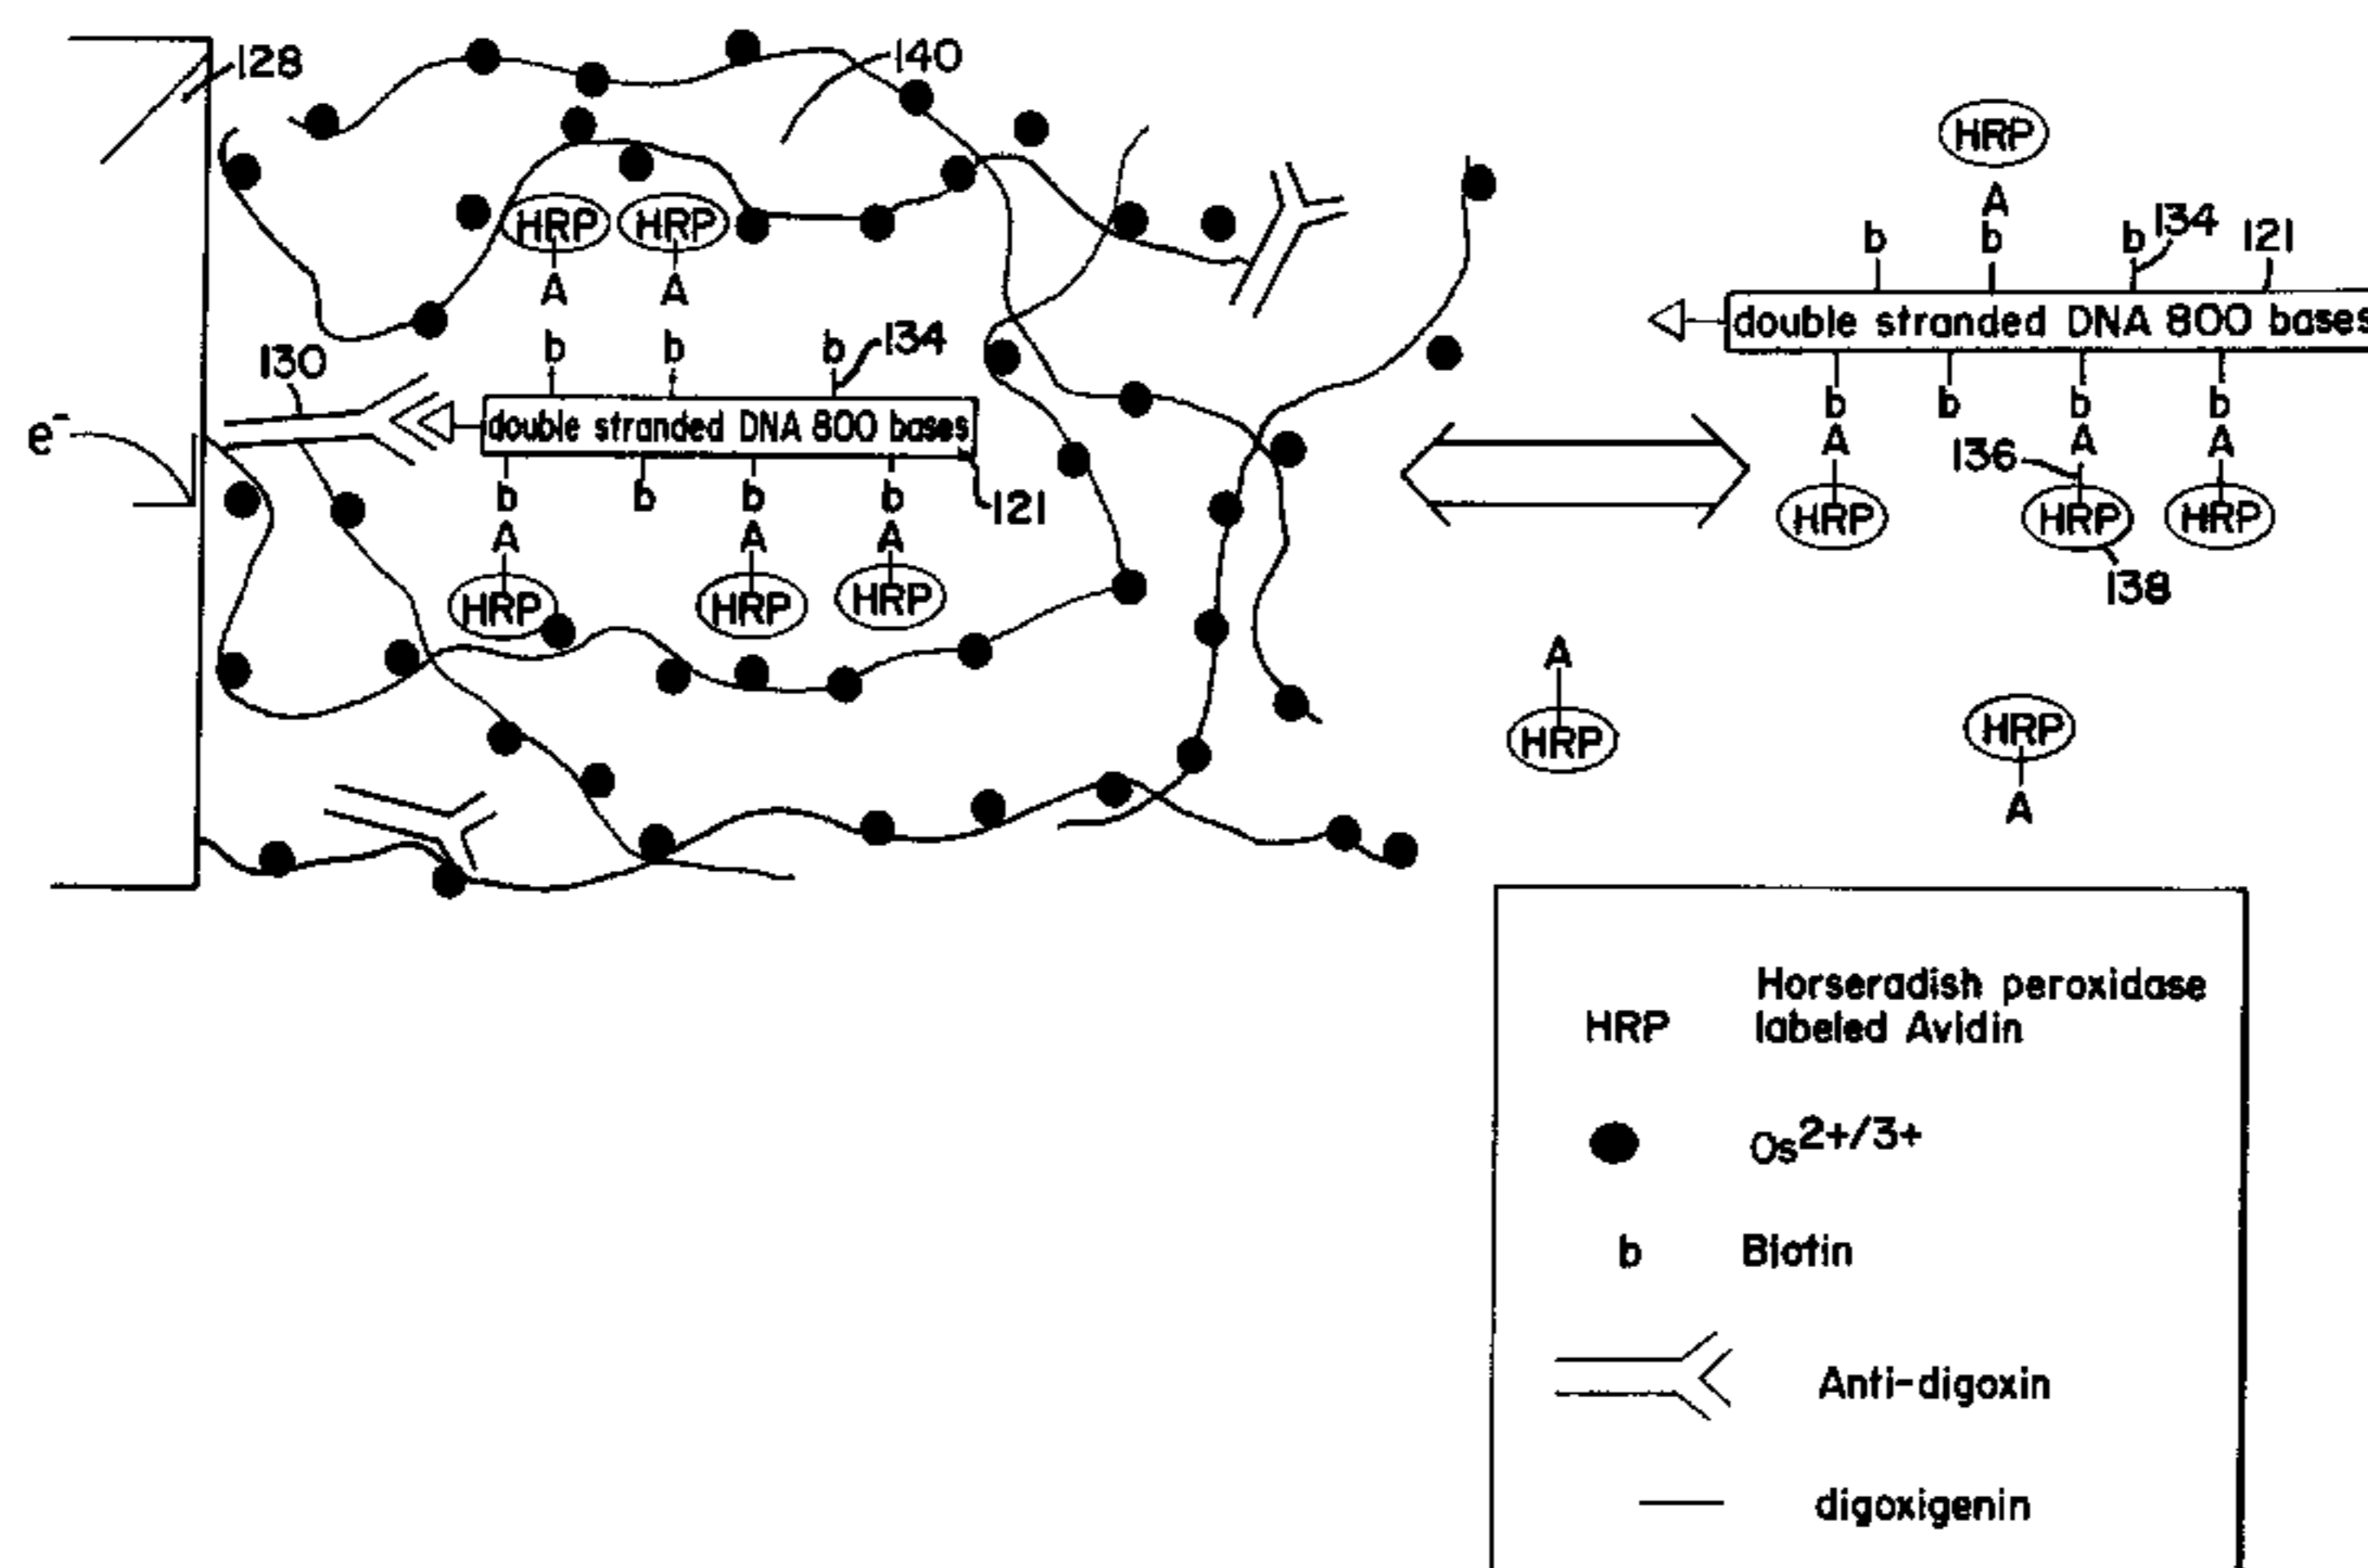 128
140
HRP
HRP
HRP
A
A
A
b
b
b
134
b
b
b
134
121
130
double stranded DNA 800 bases
double stranded DNA 800 bases
e-
b
b
b
b
121
b
b
b
b
A
A
A
A
A
A
136
HRP
HRP
HRP
HRP
HRP
HRP
138
A
HRP
HRP
A
HRP Horseradish peroxidase
labeled Avidin
Os2+/3+
b Biotin
Anti-digoxin
digoxigenin